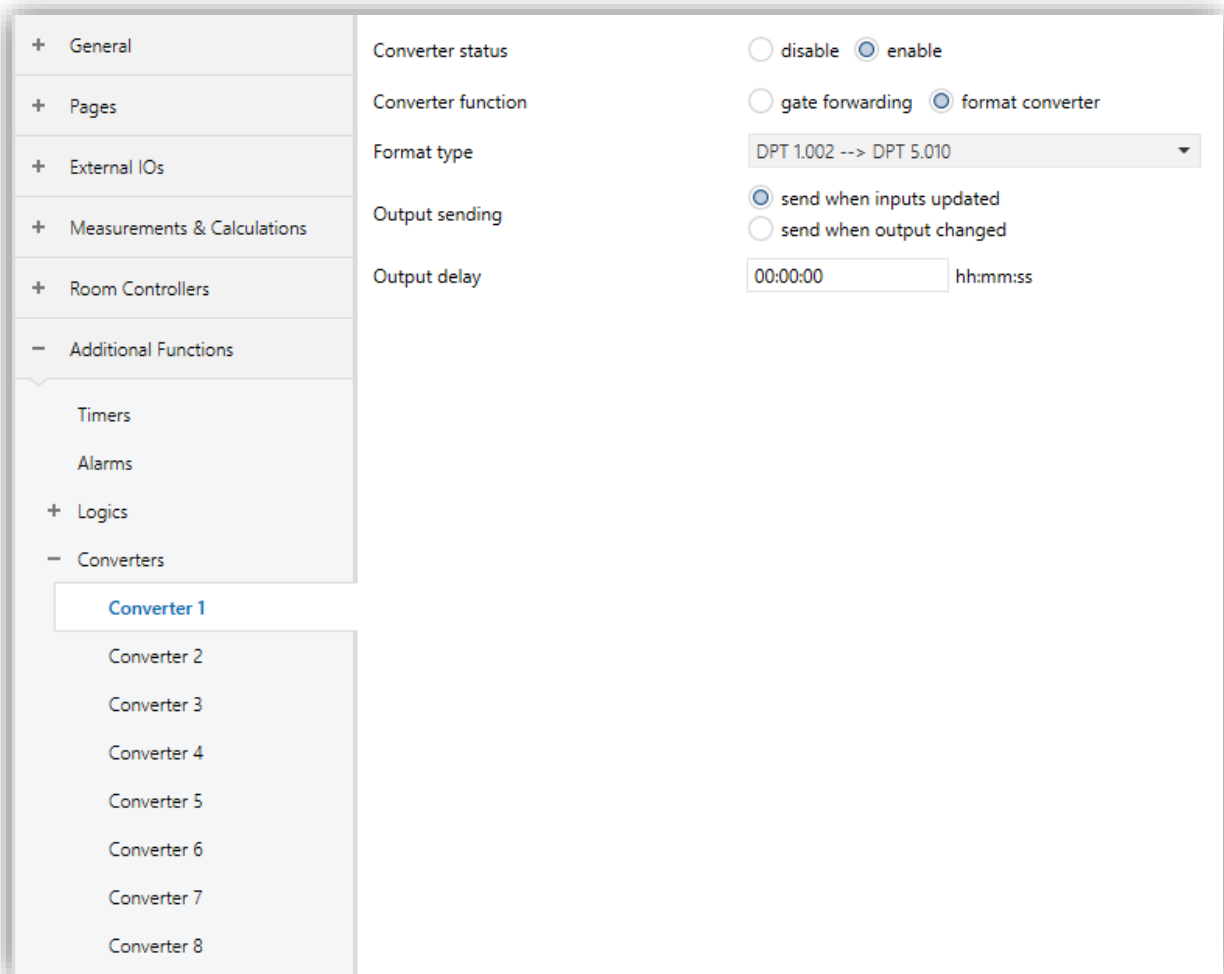 + General
+ Pages
+ External IOs
+ Measurements & Calculations
+ Room Controllers
− Additional Functions
Timers
Alarms
+ Logics
− Converters
Converter 1
Converter 2
Converter 3
Converter 4
Converter 5
Converter 6
Converter 7
Converter 8
Converter status disable enable
Converter function gate forwarding format converter
Format type DPT 1.002 --> DPT 5.010
Output sending send when inputs updated
send when output changed
Output delay 00:00:00 hh:mm:ss